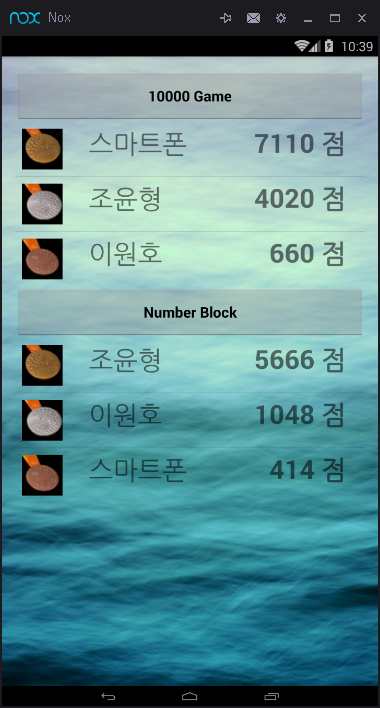 nox Nox
10:39
10000 Game
스마트폰 7110 점
조윤형 4020 점
이원호 660 점
Number Block
조윤형 5666 점
이원호 1048 점
스마트폰 414 점